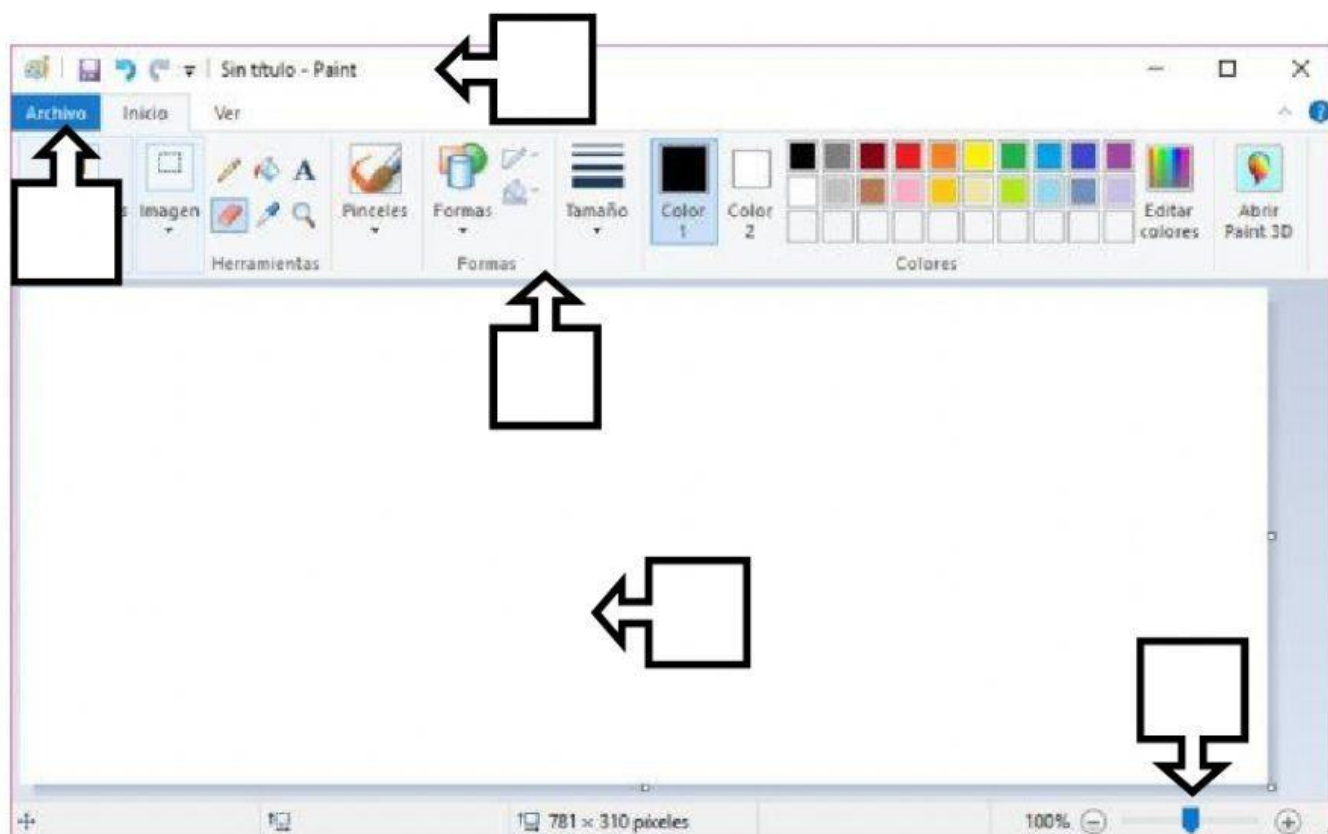 Sin título - Paint
Archivo Inicio Ver
Imagen Pinceles Formas Tamaño Color 1 Color 2 Editar colores Abrir Paint 3D
Herramientas Formas Colores
781 × 310 píxeles 100%